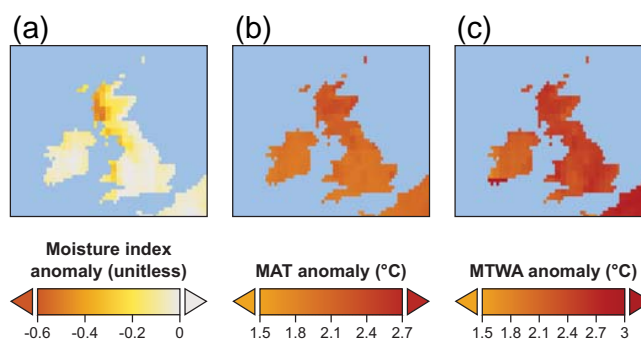 (a)
(b)
(c)
Moisture index
anomaly (unitless)
-0.6 -0.4 -0.2 0
MAT anomaly (°C)
1.5 1.8 2.1 2.4 2.7
MTWA anomaly (°C)
1.5 1.8 2.1 2.4 2.7 3